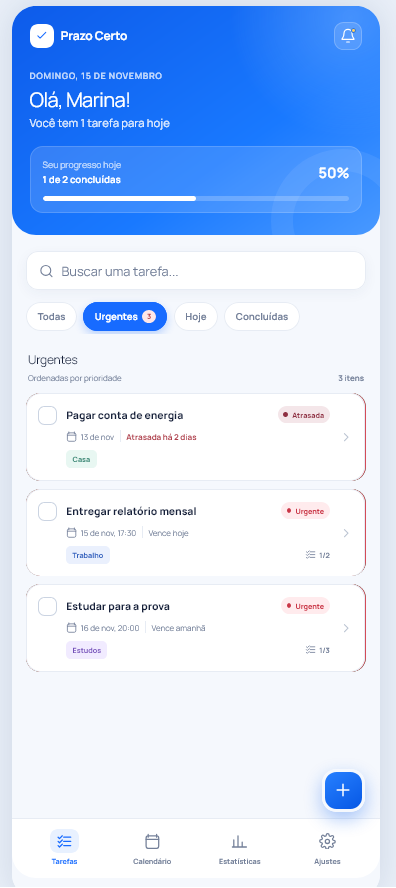 Prazo Certo
DOMINGO, 15 DE NOVEMBRO
Olá, Marina!
Você tem 1 tarefa para hoje
Seu progresso hoje
1 de 2 concluídas
50%
Buscar uma tarefa...
Todas
Urgentes 3
Hoje
Concluídas
Urgentes
Ordenadas por prioridade
3 itens
Pagar conta de energia
Atrasada
13 de nov
Atrasada há 2 dias
Casa
Entregar relatório mensal
Urgente
15 de nov, 17:30
Vence hoje
Trabalho
1/2
Estudar para a prova
Urgente
16 de nov, 20:00
Vence amanhã
Estudos
1/3
Tarefas
Calendário
Estatísticas
Ajustes